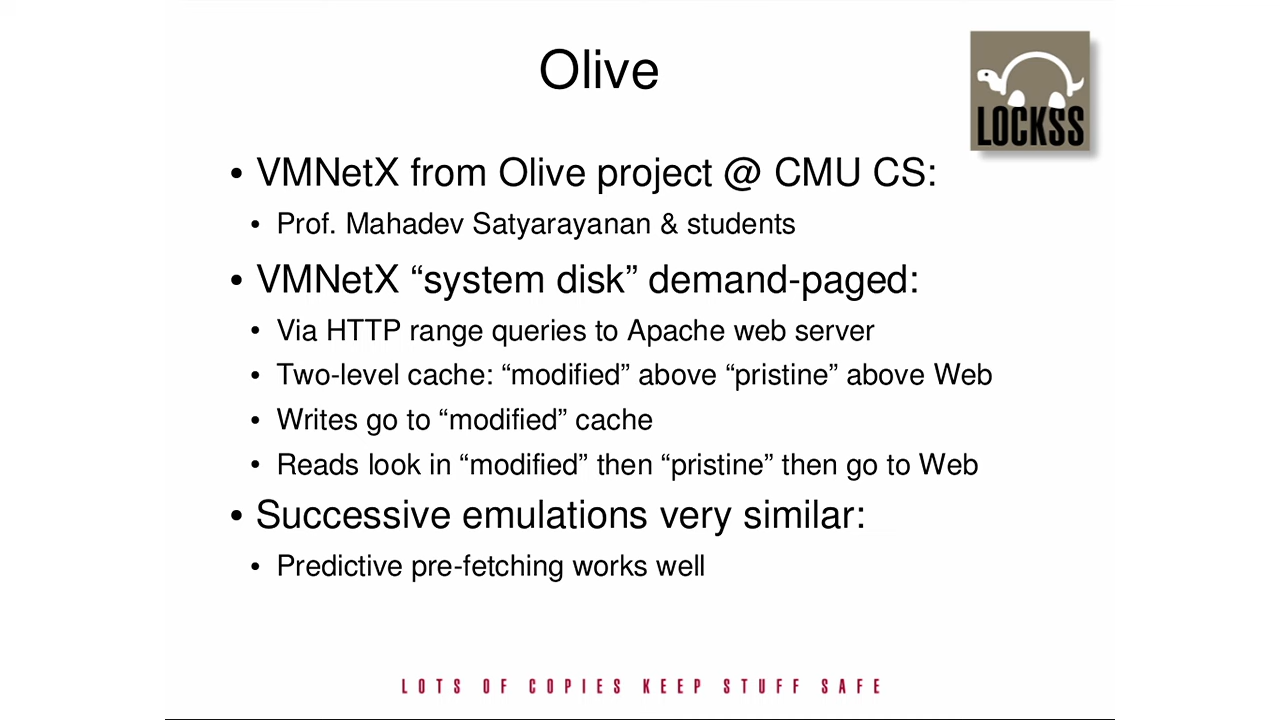 Olive
LOCKSS
• VMNetX from Olive project @ CMU CS:
• Prof. Mahadev Satyarayanan & students
• VMNetX “system disk” demand-paged:
• Via HTTP range queries to Apache web server
• Two-level cache: “modified” above “pristine” above Web
• Writes go to “modified” cache
• Reads look in “modified” then “pristine” then go to Web
• Successive emulations very similar:
• Predictive pre-fetching works well
LOTS OF COPIES KEEP STUFF SAFE